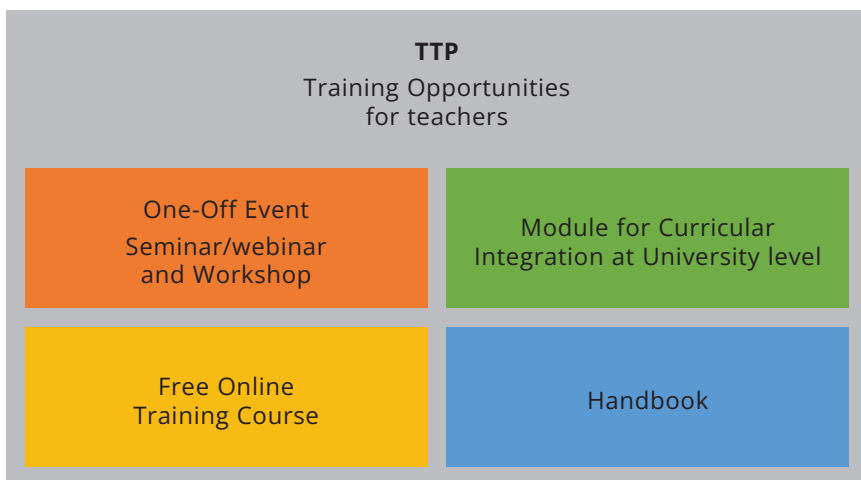 TTP
Training Opportunities
for teachers
One-Off Event
Seminar/webinar
and Workshop
Module for Curricular
Integration at University level
Free Online
Training Course
Handbook